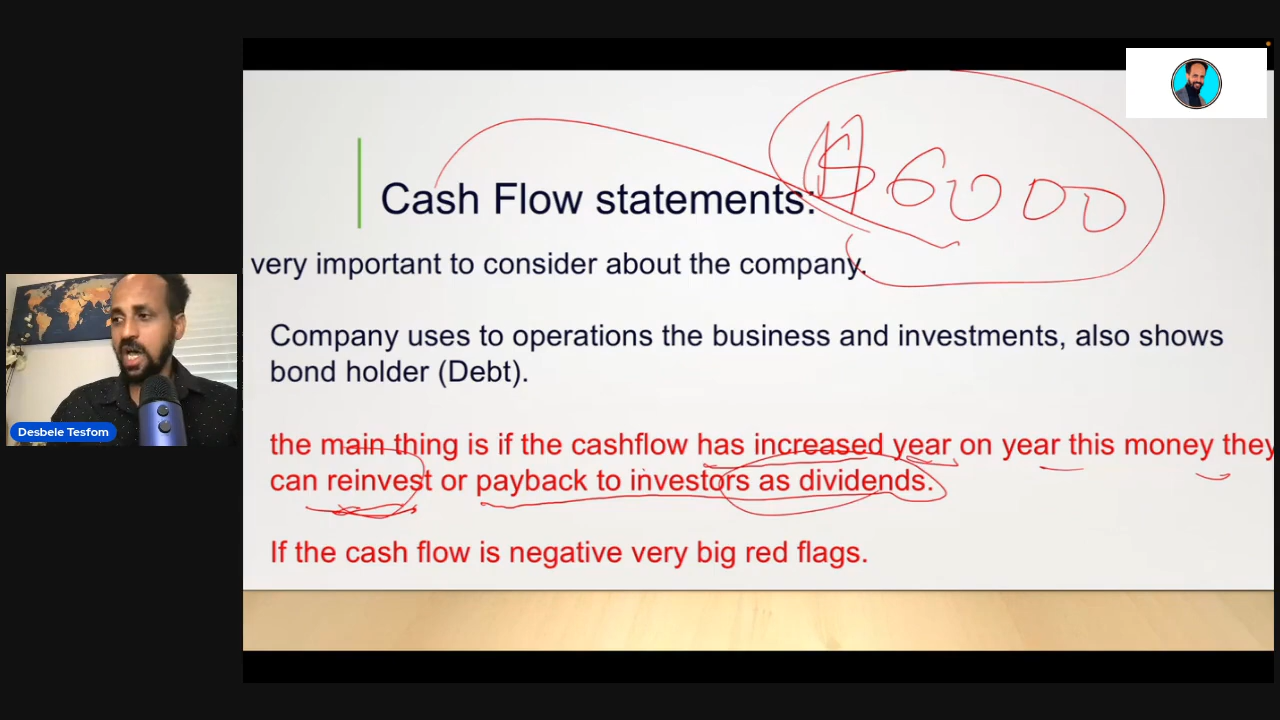 $6000
Cash Flow statements:
very important to consider about the company.
Company uses to operations the business and investments, also shows
bond holder (Debt).
the main thing is if the cashflow has increased year on year this money they
can reinvest or payback to investors as dividends.
If the cash flow is negative very big red flags.
Desbele Tesfom